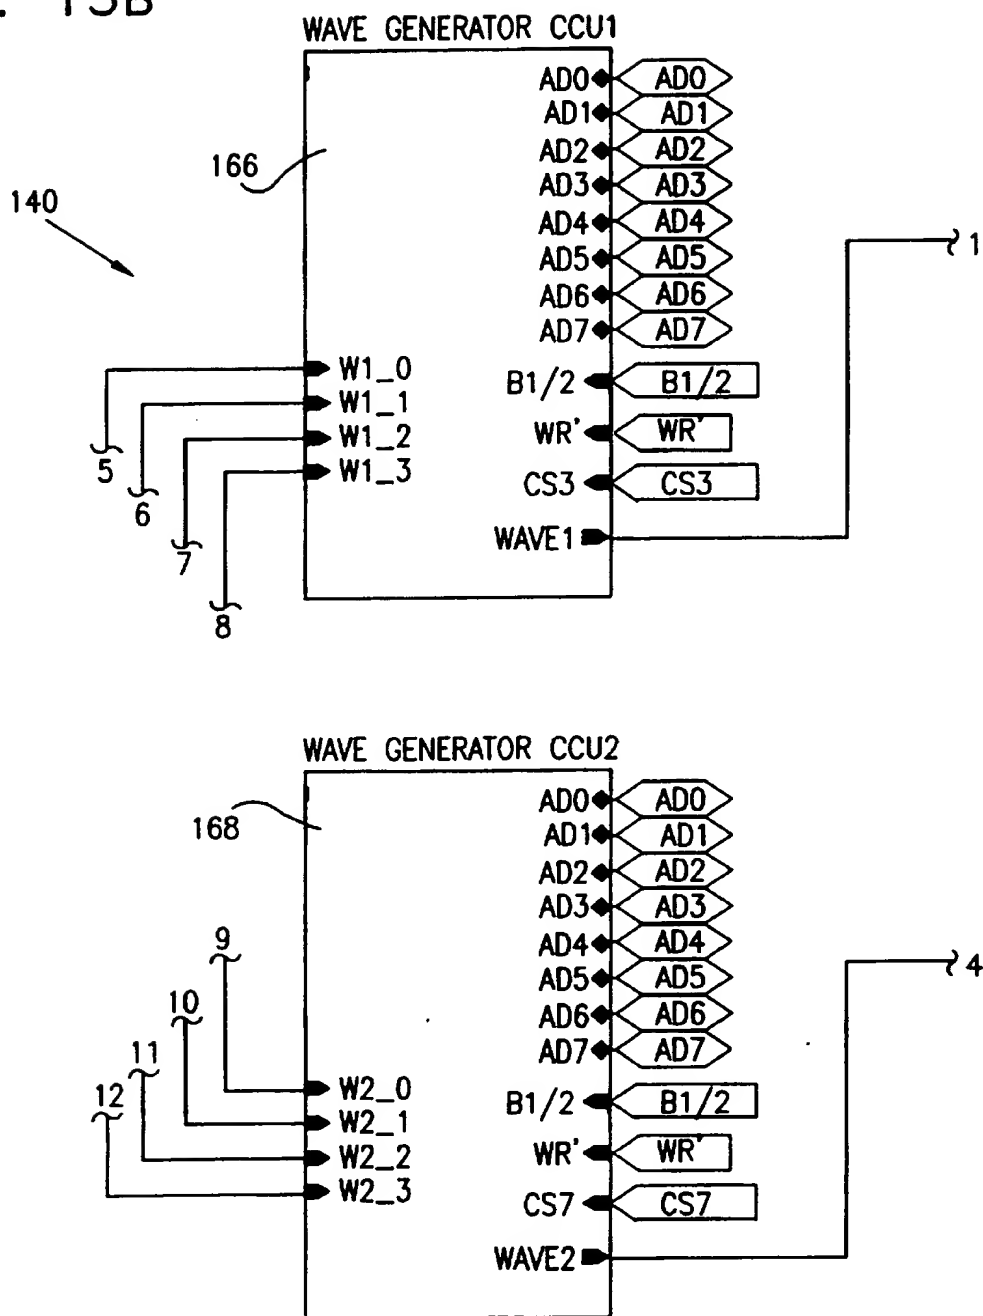 15B
WAVE GENERATOR CCU1
AD0 AD0
AD1 AD1
166 AD2 AD2
140 AD3 AD3
AD4 AD4
AD5 AD5 1
AD6 AD6
AD7 AD7
W1_0 B1/2 B1/2
W1_1
W1_2 WR' WR'
5 W1_3 CS3 CS3
6
WAVE1
7
8
WAVE GENERATOR CCU2
AD0 AD0
168 AD1 AD1
AD2 AD2
AD3 AD3
9 AD4 AD4
AD5 AD5 4
10 AD6 AD6
11 AD7 AD7
12 W2_0 B1/2 B1/2
W2_1
W2_2 WR' WR'
W2_3 CS7 CS7
WAVE2